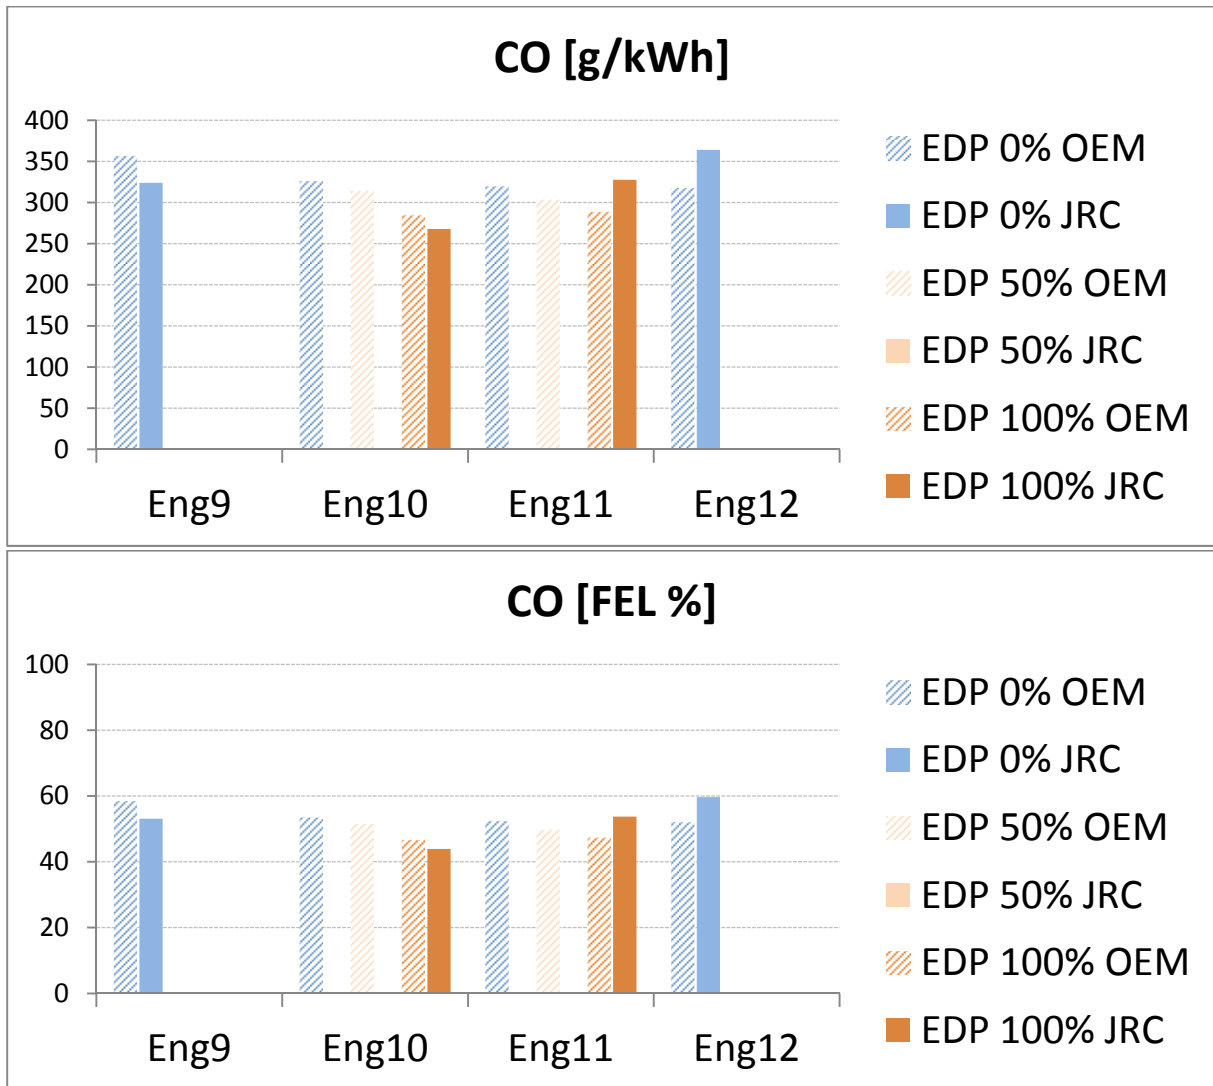 CO [g/kWh]
400
350
300
250
200
150
100
50
0
Eng9 Eng10 Eng11 Eng12
EDP 0% OEM
EDP 0% JRC
EDP 50% OEM
EDP 50% JRC
EDP 100% OEM
EDP 100% JRC
CO [FEL %]
100
80
60
40
20
0
Eng9 Eng10 Eng11 Eng12
EDP 0% OEM
EDP 0% JRC
EDP 50% OEM
EDP 50% JRC
EDP 100% OEM
EDP 100% JRC